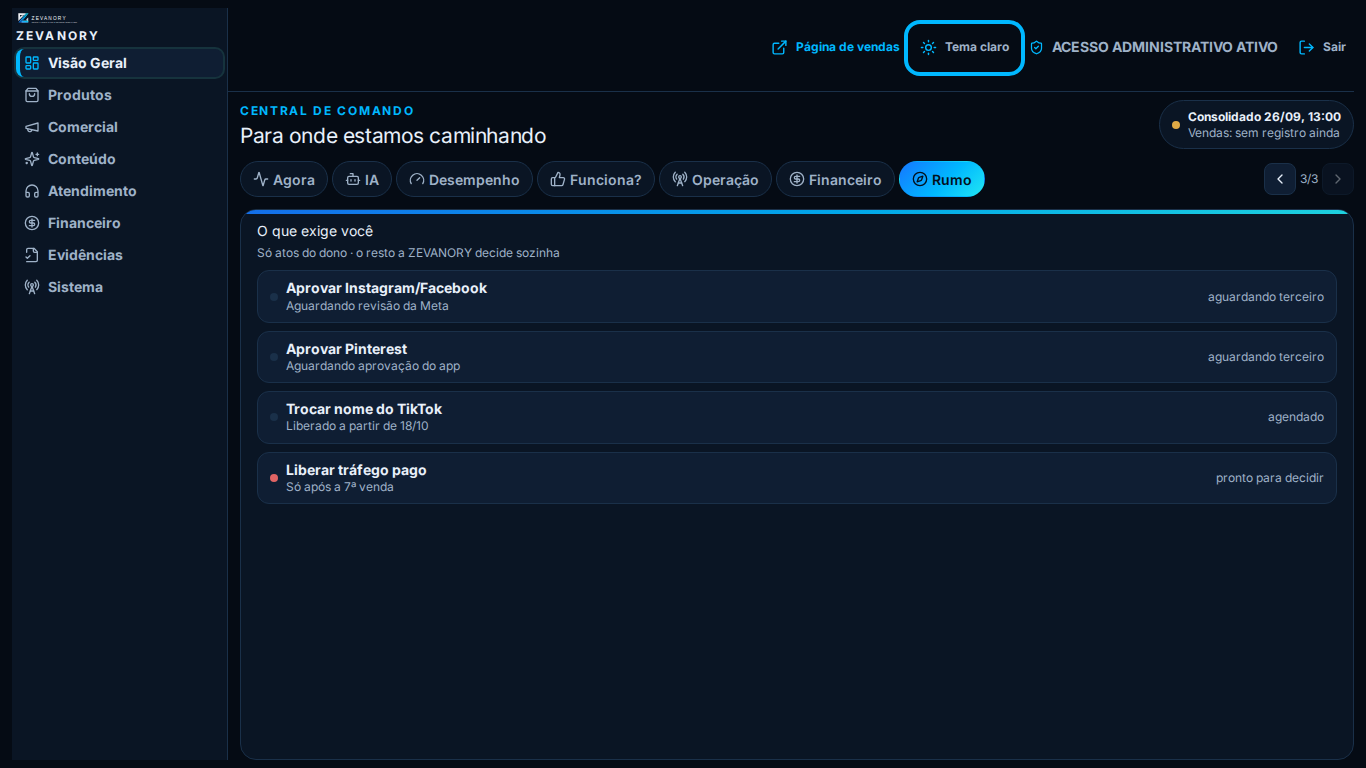 ZEVANORY
ZEVANORY
Visão Geral
Produtos
Comercial
Conteúdo
Atendimento
Financeiro
Evidências
Sistema
Página de vendas
Tema claro
ACESSO ADMINISTRATIVO ATIVO
Sair
CENTRAL DE COMANDO
Para onde estamos caminhando
Consolidado 26/09, 13:00
Vendas: sem registro ainda
Agora
IA
Desempenho
Funciona?
Operação
Financeiro
Rumo
3/3
O que exige você
Só atos do dono · o resto a ZEVANORY decide sozinha
Aprovar Instagram/Facebook
Aguardando revisão da Meta
aguardando terceiro
Aprovar Pinterest
Aguardando aprovação do app
aguardando terceiro
Trocar nome do TikTok
Liberado a partir de 18/10
agendado
Liberar tráfego pago
Só após a 7ª venda
pronto para decidir